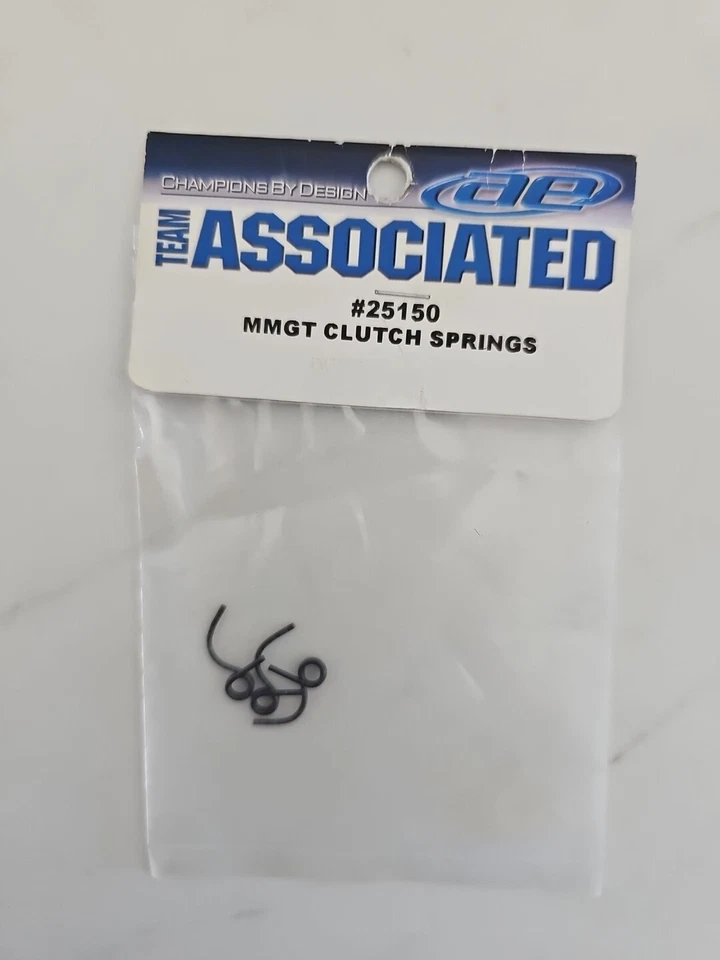 CHAMPIONS BY DESIGN
ae
TEAM
ASSOCIATED
#25150
MMGT CLUTCH SPRINGS